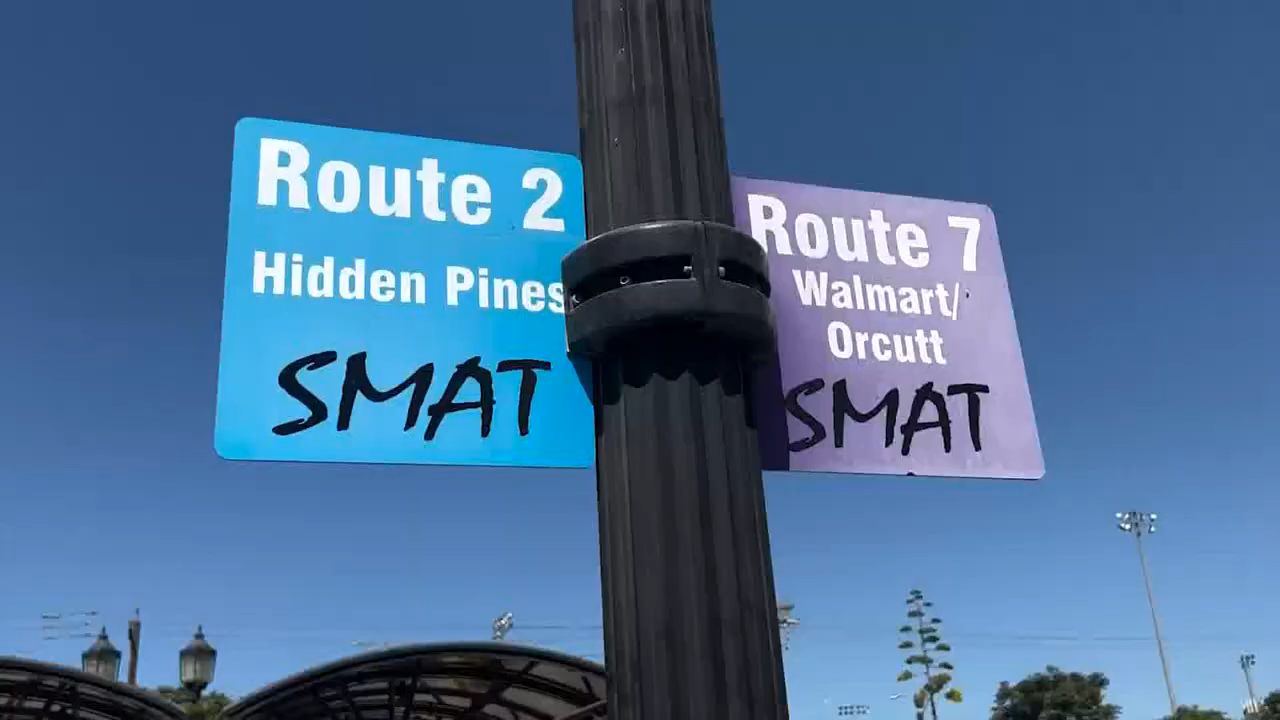 Route 2
Hidden Pines
SMAT
Route 7
Walmart/
Orcutt
SMAT